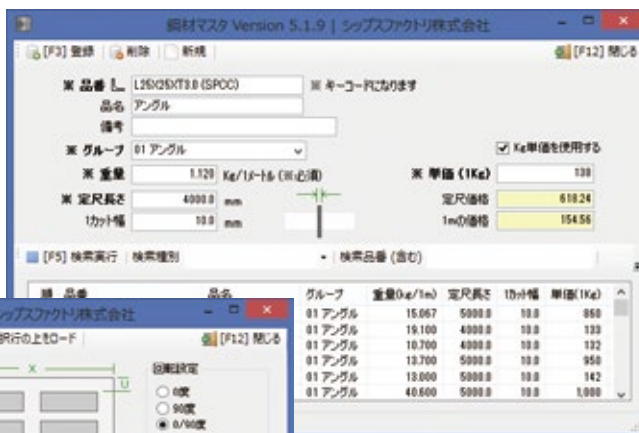 鋼材マスタ Version 5.1.9 | シップスファクトリ株式会社
[F3] 登録 削除 新規 [F12] 閉じる
※ 品番 L25X25XT3.0 (SPCC) ※ キーコードになります
品名 アングル
備考
※ グループ 01 アングル Kg単価を使用する
※ 重量 1.120 Kg/1メートル (※必須) ※ 単価 (1Kg) 138
※ 定尺長さ 4000.0 mm 定尺価格 618.24
1カット幅 10.0 mm 1mの価格 154.56
[F5] 検索実行 検索種別 検索品番 (含む)
順 品番 品名 グループ 重量(Kg/1m) 定尺長さ 1カット幅 単価(1Kg)
01 アングル 15.067 5000.0 10.0 860
01 アングル 19.100 4000.0 10.0 133
01 アングル 10.700 4000.0 10.0 132
01 アングル 13.700 5000.0 10.0 950
01 アングル 13.000 5000.0 10.0 142
01 アングル 40.600 5000.0 10.0 1,000
シップスファクトリ株式会社
択行の上をロード [F12] 閉じる
X
U
回転設定
0度
90度
0/90度